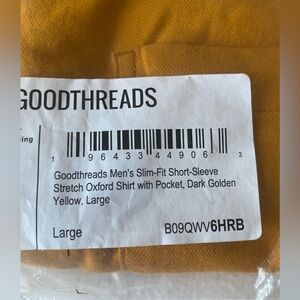 GOODTHREADS
1 96433 44906 3
Goodthreads Men's Slim-Fit Short-Sleeve
Stretch Oxford Shirt with Pocket, Dark Golden
Yellow, Large
Large
B09QWV6HRB